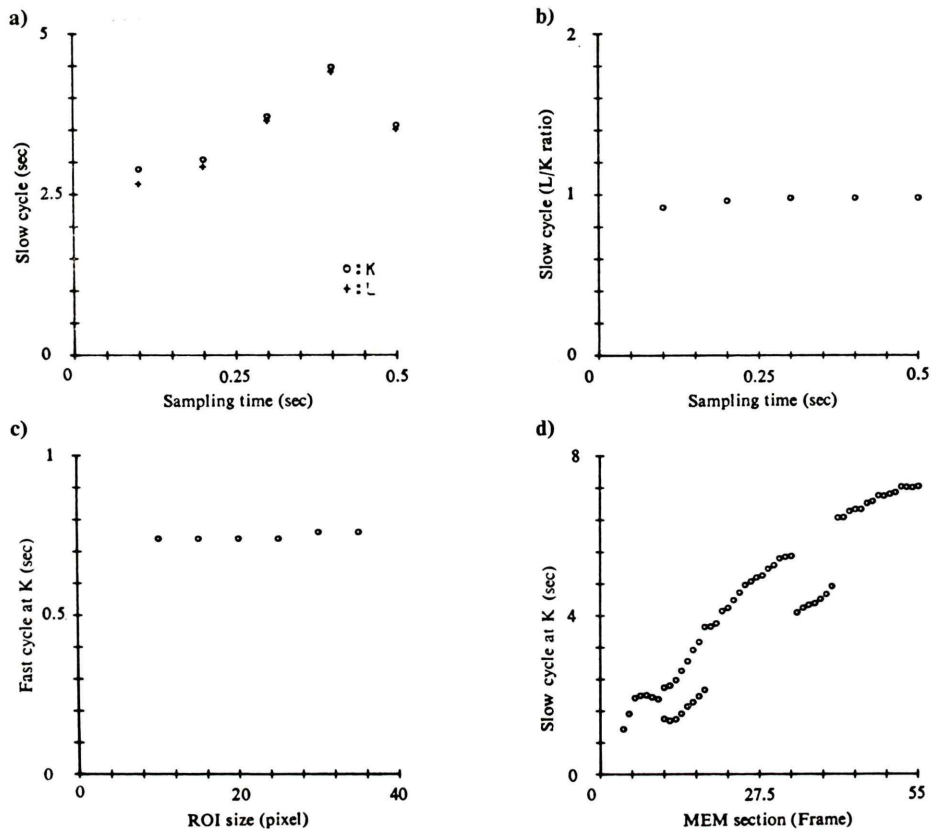 a)
5
Slow cycle (sec)
2.5
0
o : K
+ : L
0
0.25
0.5
Sampling time (sec)
b)
2
Slow cycle (L/K ratio)
1
0
0
0.25
0.5
Sampling time (sec)
c)
1
Fast cycle at K (sec)
0.5
0
0
20
40
ROI size (pixel)
d)
8
Slow cycle at K (sec)
4
0
0
27.5
55
MEM section (Frame)